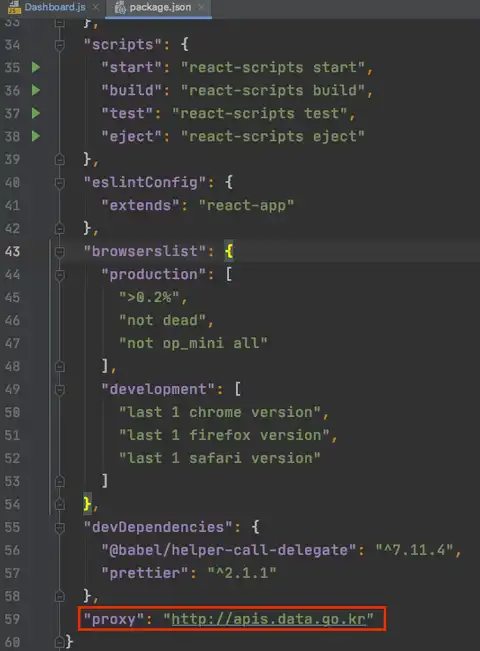 Dashboard.js × package.json ×
33 },
34 "scripts": {
35 "start": "react-scripts start",
36 "build": "react-scripts build",
37 "test": "react-scripts test",
38 "eject": "react-scripts eject"
39 },
40 "eslintConfig": {
41 "extends": "react-app"
42 },
43 "browserslist": {
44 "production": [
45 ">0.2%",
46 "not dead",
47 "not op_mini all"
48 ],
49 "development": [
50 "last 1 chrome version",
51 "last 1 firefox version",
52 "last 1 safari version"
53 ]
54 },
55 "devDependencies": {
56 "@babel/helper-call-delegate": "^7.11.4",
57 "prettier": "^2.1.1"
58 },
59 "proxy": "http://apis.data.go.kr"
60 }